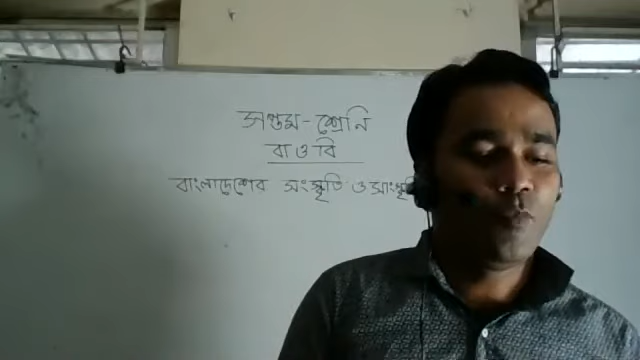 সপ্তম - শ্রেনি
বা ও বি
বাংলাদেশের সংস্কৃতি ও